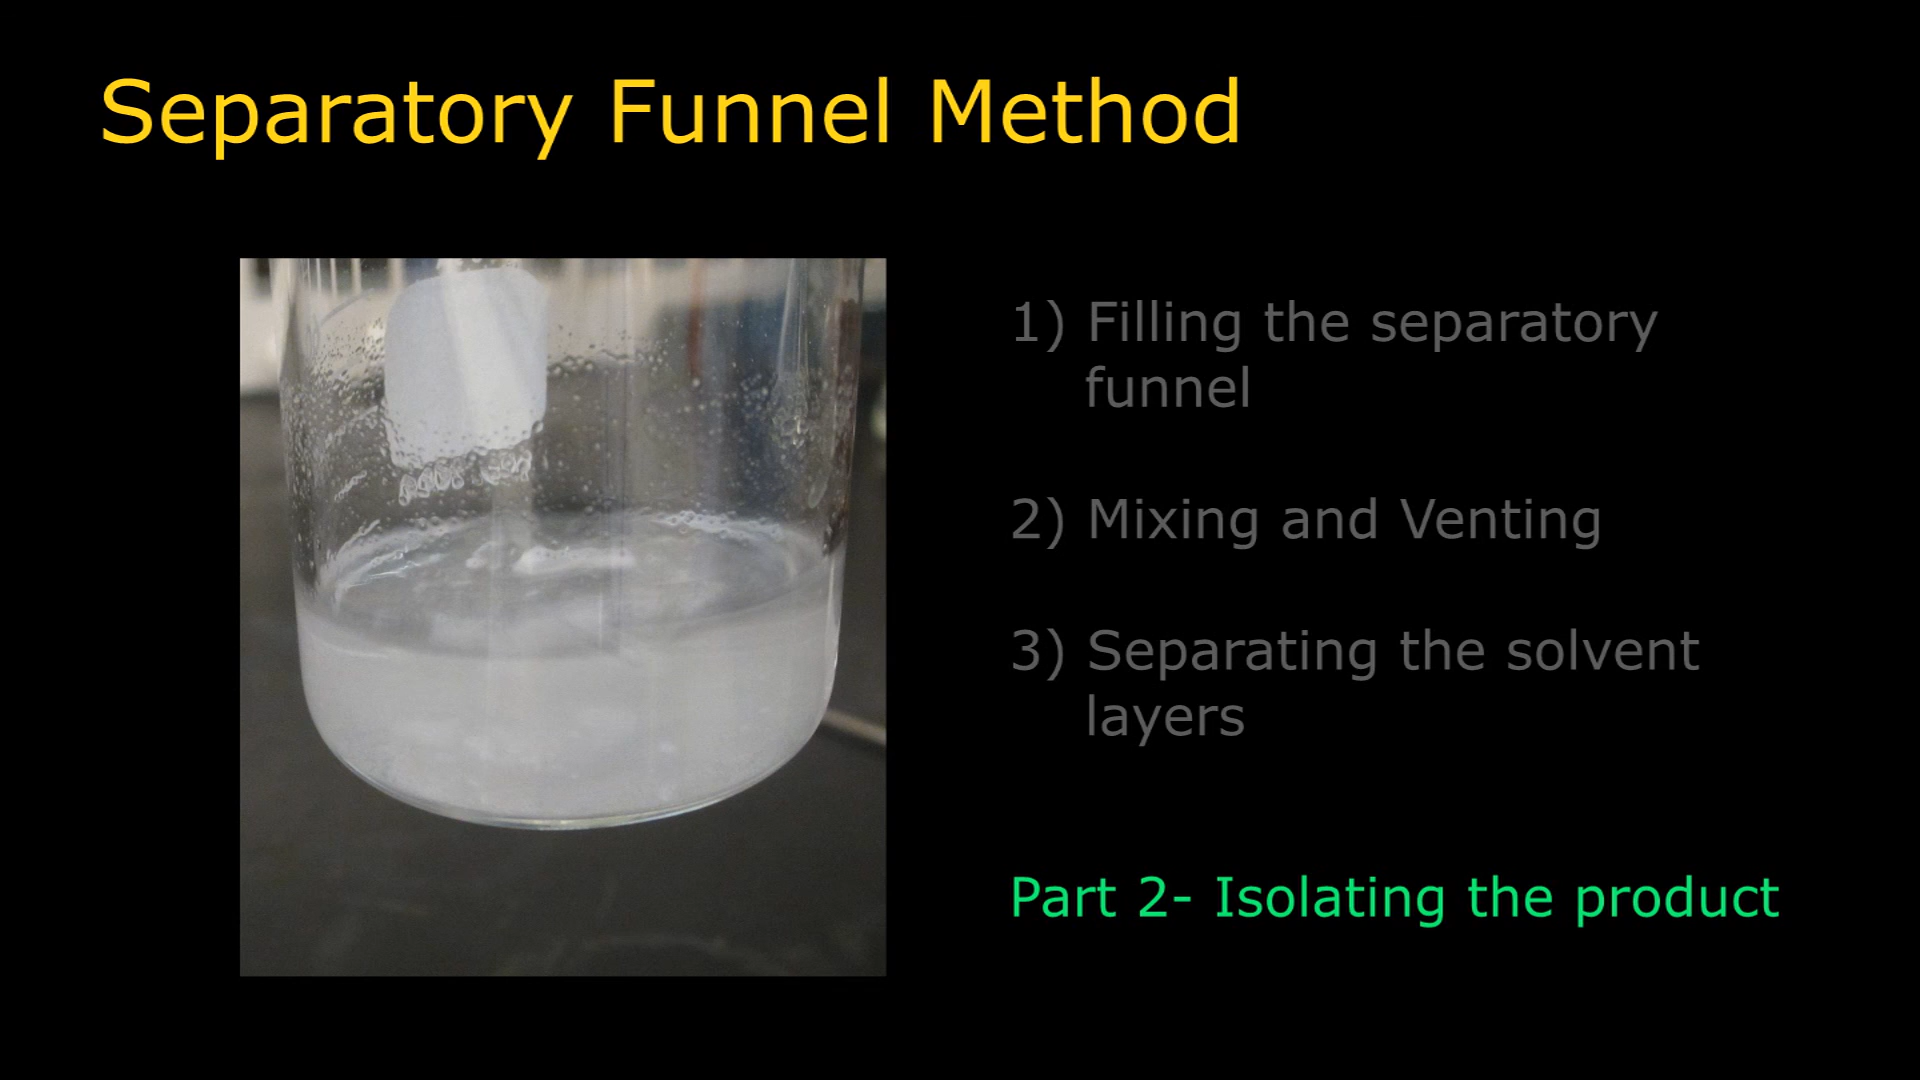 Separatory Funnel Method
1) Filling the separatory
funnel
2) Mixing and Venting
3) Separating the solvent
layers
Part 2- Isolating the product